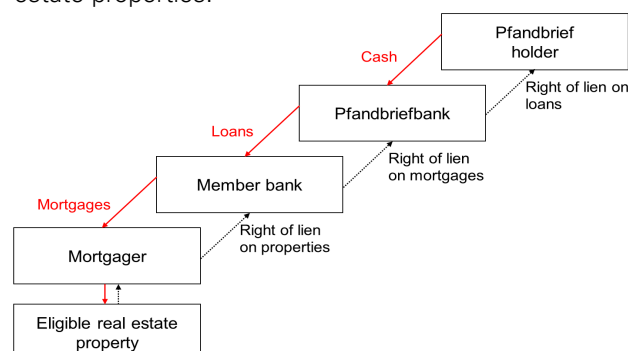 estate properties.
Pfandbrief
holder
Cash
Right of lien on
loans
Pfandbriefbank
Loans
Right of lien
on mortgages
Member bank
Mortgages
Right of lien
on properties
Mortgager
Eligible real estate
property